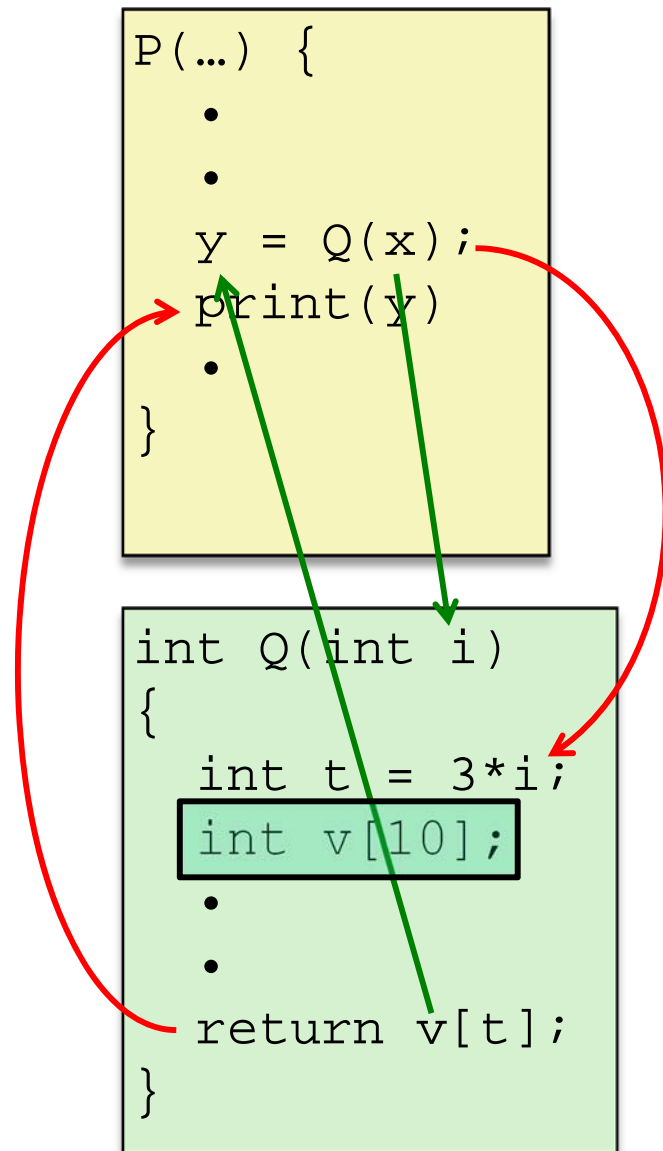 P(…) {
•
•
y = Q(x);
print(y)
•
}
int Q(int i)
{
int t = 3*i;
int v[10];
•
•
return v[t];
}